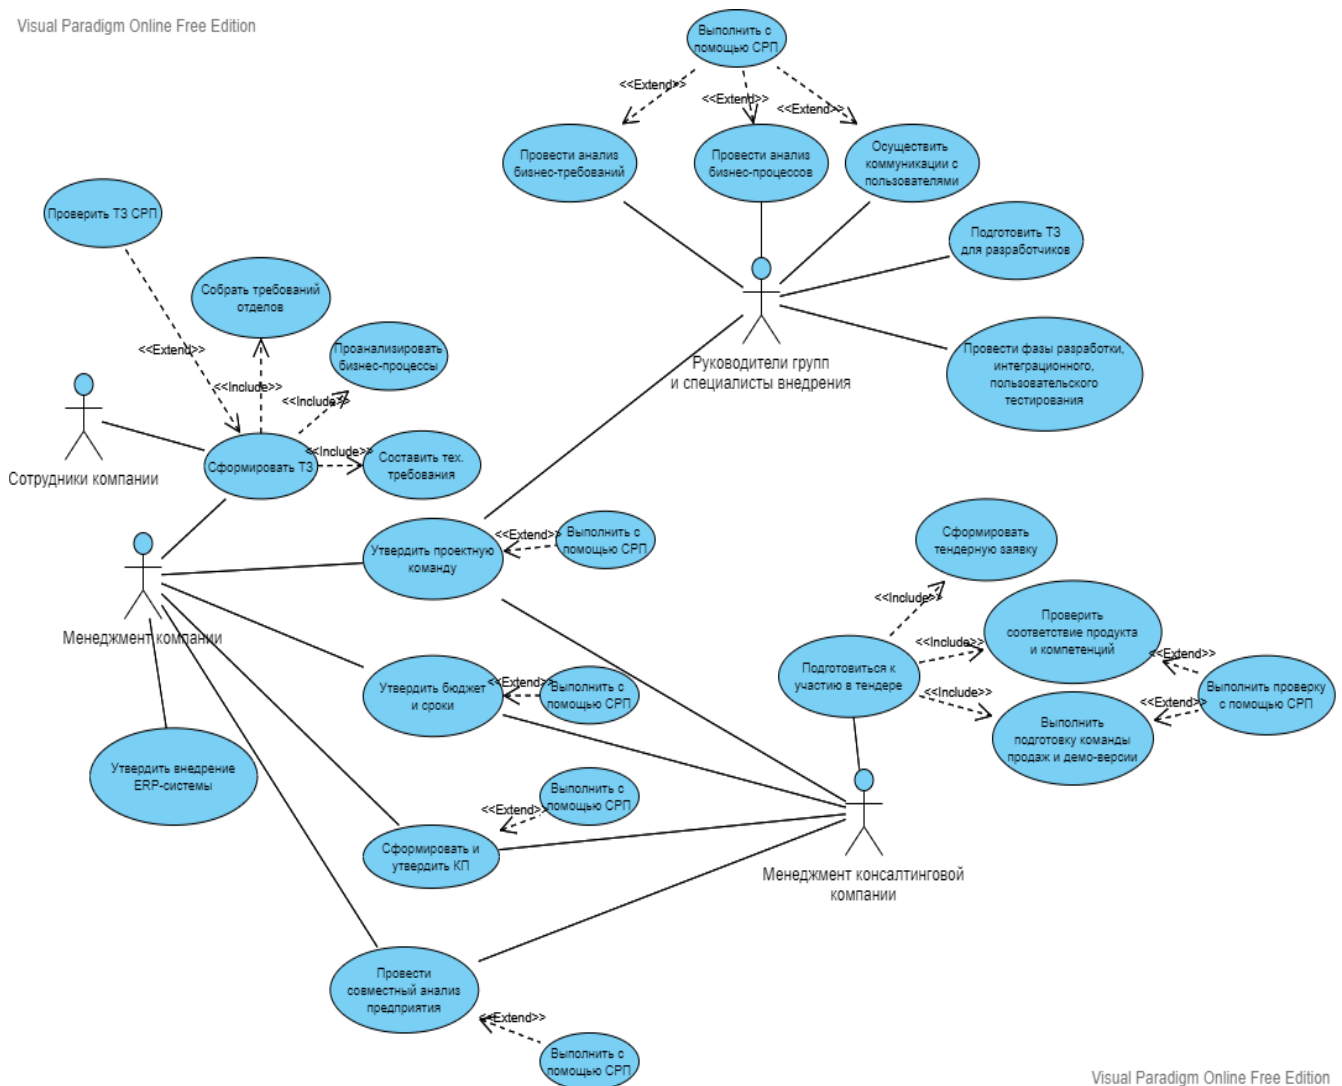 Visual Paradigm Online Free Edition
Выполнить с
помощью СРП
<<Extend>>
<<Extend>>
<<Extend>>
Провести анализ
бизнес-требований
Провести анализ
бизнес-процессов
Осуществить
коммуникации с
пользователями
Проверить ТЗ СРП
Подготовить ТЗ
для разработчиков
Собрать требований
отделов
<<Extend>>
Проанализировать
бизнес-процессы
Руководители групп
и специалисты внедрения
Провести фазы разработки,
интеграционного,
пользовательского
тестирования
<<Include>>
<<Include>>
Сотрудники компании
Сформировать ТЗ
<<Include>>
Составить тех.
требования
Утвердить проектную
команду
<<Extend>>
Выполнить с
помощью СРП
Сформировать
тендерную заявку
Менеджмент компании
<<Include>>
Проверить
соответствие продукта
и компетенций
<<Include>>
<<Extend>>
Подготовиться к
участию в тендере
<<Include>>
Утвердить бюджет
и сроки
<<Extend>>
Выполнить с
помощью СРП
Выполнить проверку
с помощью СРП
<<Extend>>
Выполнить
подготовку команды
продаж и демо-версии
Утвердить внедрение
ERP-системы
<<Extend>>
Выполнить с
помощью СРП
Сформировать и
утвердить КП
Менеджмент консалтинговой
компании
Провести
совместный анализ
предприятия
<<Extend>>
Выполнить с
помощью СРП
Visual Paradigm Online Free Edition